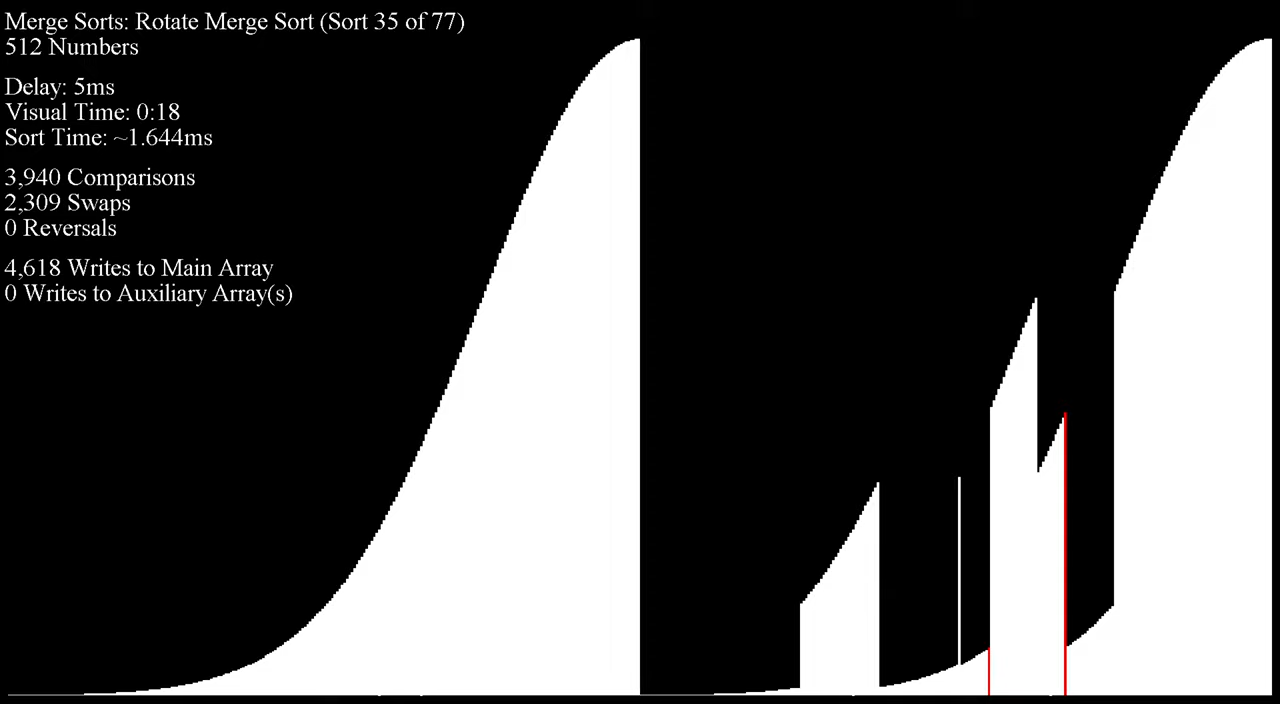 Merge Sorts: Rotate Merge Sort (Sort 35 of 77)
512 Numbers
Delay: 5ms
Visual Time: 0:18
Sort Time: ~1.644ms
3,940 Comparisons
2,309 Swaps
0 Reversals
4,618 Writes to Main Array
0 Writes to Auxiliary Array(s)